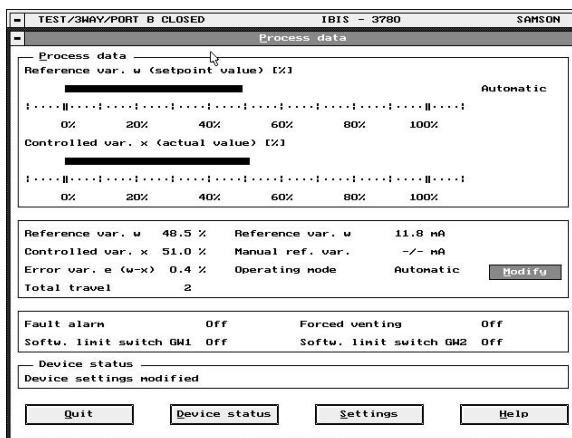 TEST/3WAY/PORT B CLOSED IBIS - 3780 SAMSON
Process data
Process data
Reference var. w (setpoint value) [%]
Automatic
0% 20% 40% 60% 80% 100%
Controlled var. x (actual value) [%]
0% 20% 40% 60% 80% 100%
Reference var. w 48.5 % Reference var. w 11.8 mA
Controlled var. x 51.0 % Manual ref. var. -/- mA
Error var. e (w-x) 0.4 % Operating mode Automatic Modify
Total travel 2
Fault alarm Off Forced venting Off
Softw. limit switch GW1 Off Softw. limit switch GW2 Off
Device status
Device settings modified
Quit Device status Settings Help